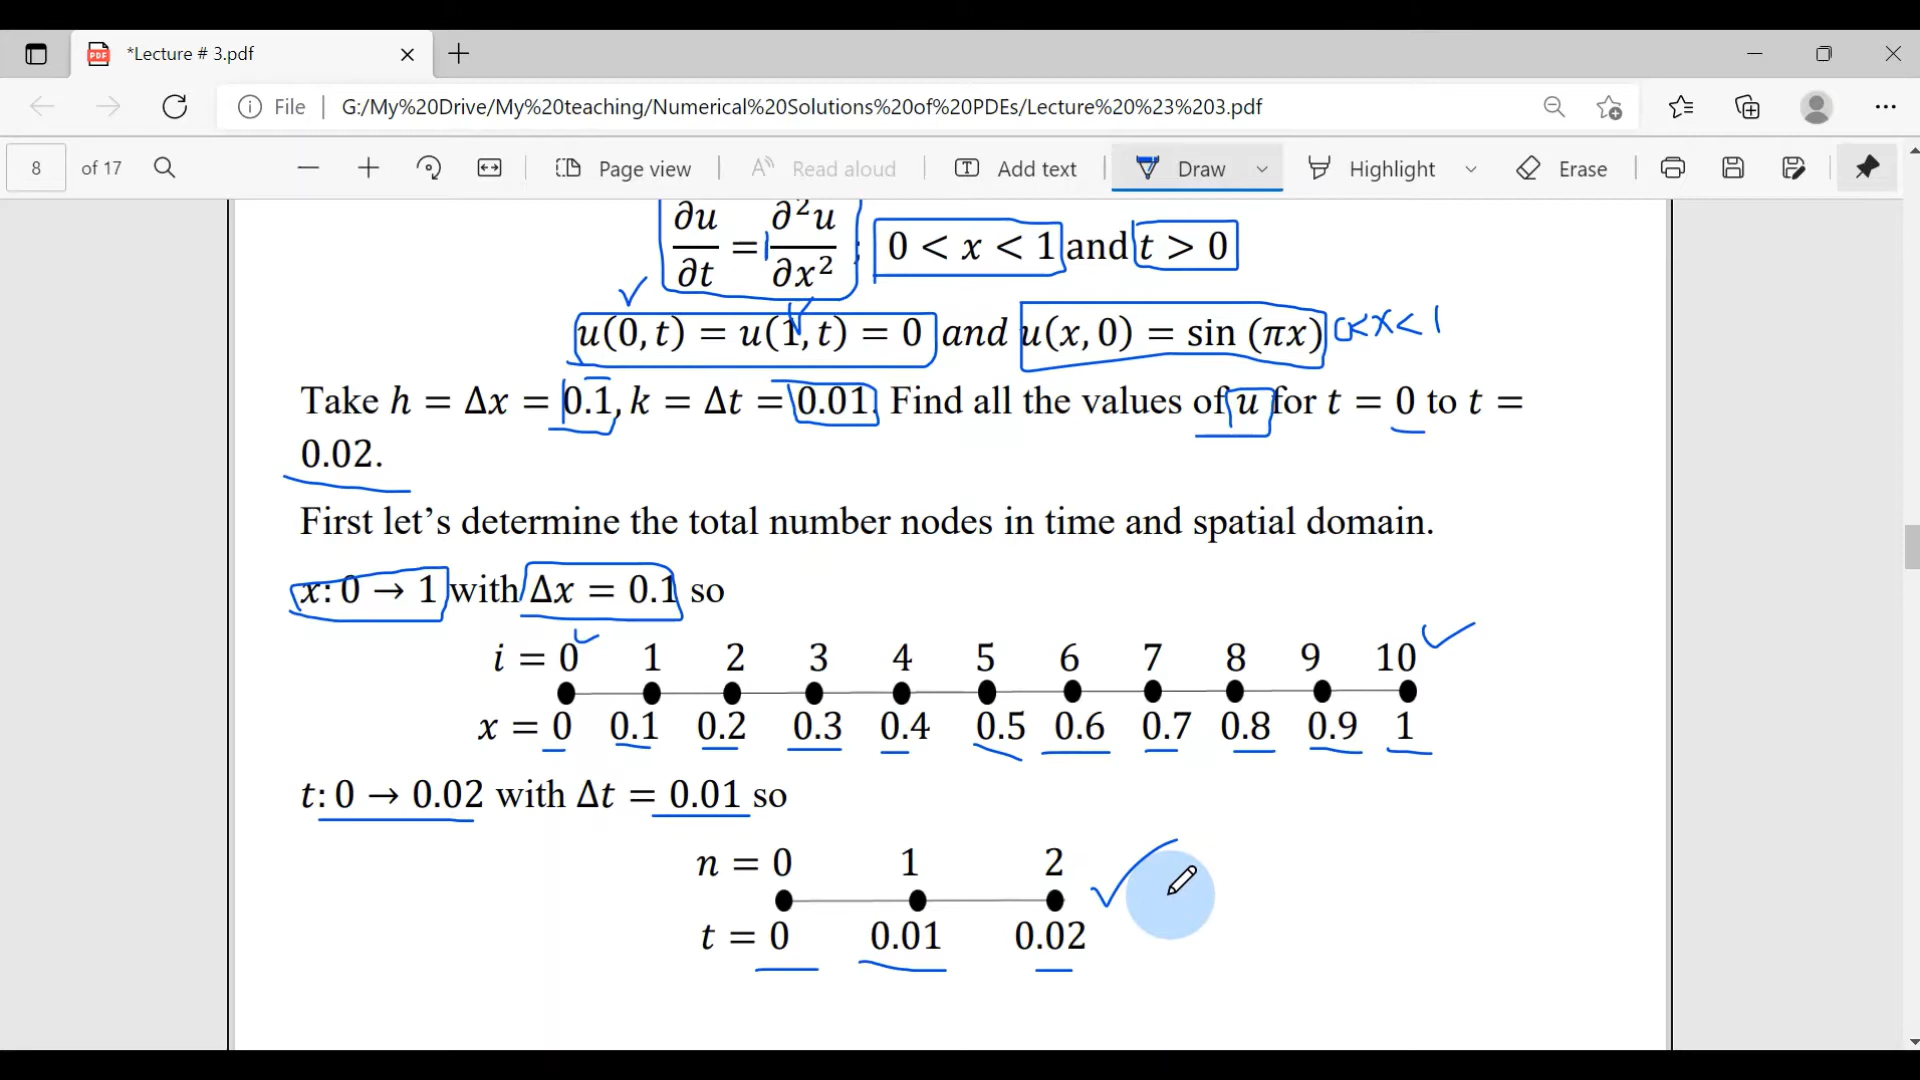 *Lecture # 3.pdf
File | G:/My%20Drive/My%20teaching/Numerical%20Solutions%20of%20PDEs/Lecture%20%23%203.pdf
8 of 17 Page view Read aloud Add text Draw Highlight Erase
∂u/∂t = ∂²u/∂x² ; 0 < x < 1 and t > 0
u(0, t) = u(1, t) = 0 and u(x, 0) = sin (πx) 0<x<1
Take h = Δx = 0.1, k = Δt = 0.01. Find all the values of u for t = 0 to t =
0.02.
First let’s determine the total number nodes in time and spatial domain.
x: 0 → 1 with Δx = 0.1 so
i = 0 1 2 3 4 5 6 7 8 9 10
x = 0 0.1 0.2 0.3 0.4 0.5 0.6 0.7 0.8 0.9 1
t: 0 → 0.02 with Δt = 0.01 so
n = 0 1 2
t = 0 0.01 0.02